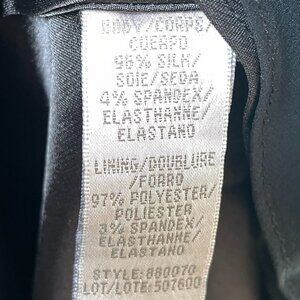 BODY/CORPS/
CUERPO
96% SILK/
SOIE/SEDA
4% SPANDEX/
ELASTHANNE/
ELASTANO
LINING/DOUBLURE
/FORRO
97% POLYESTER/
POLIESTER
3% SPANDEX/
ELASTHANNE/
ELASTANO
STYLE:880070
LOT/LOTE:507600